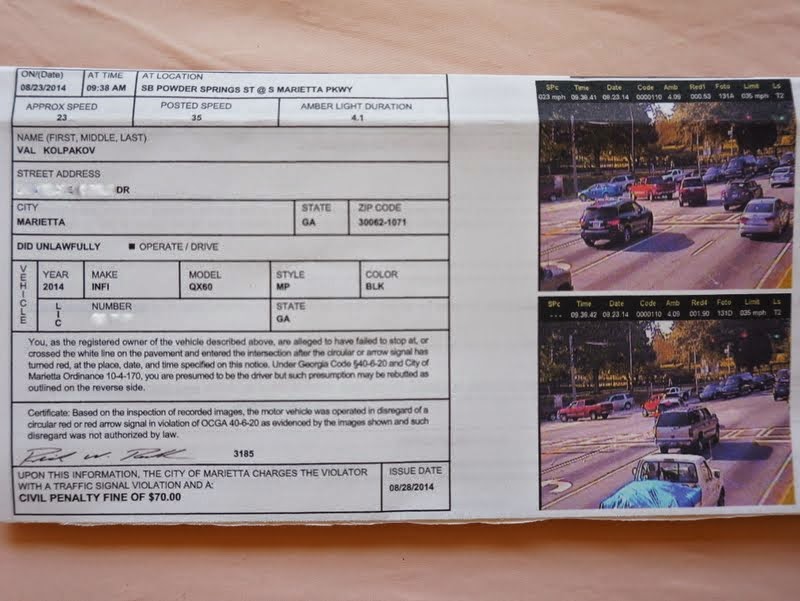 ON/(Date) AT TIME AT LOCATION
08/23/2014 09:38 AM SB POWDER SPRINGS ST @ S MARIETTA PKWY
APPROX SPEED POSTED SPEED AMBER LIGHT DURATION
23 35 4.1
NAME (FIRST, MIDDLE, LAST)
VAL KOLPAKOV
STREET ADDRESS
DR
CITY STATE ZIP CODE
MARIETTA GA 30062-1071
DID UNLAWFULLY ■ OPERATE / DRIVE
VEHICLE YEAR MAKE MODEL STYLE COLOR
2014 INFI QX60 MP BLK
LIC NUMBER STATE
GA
You, as the registered owner of the vehicle described above, are alleged to have failed to stop at, or
crossed the white line on the pavement and entered the intersection after the circular or arrow signal has
turned red, at the place, date, and time specified on this notice. Under Georgia Code §40-6-20 and City of
Marietta Ordinance 10-4-170, you are presumed to be the driver but such presumption may be rebutted as
outlined on the reverse side.
Certificate: Based on the inspection of recorded images, the motor vehicle was operated in disregard of a
circular red or red arrow signal in violation of OCGA 40-6-20 as evidenced by the images shown and such
disregard was not authorized by law.
3185
UPON THIS INFORMATION, THE CITY OF MARIETTA CHARGES THE VIOLATOR
WITH A TRAFFIC SIGNAL VIOLATION AND A:
CIVIL PENALTY FINE OF $70.00
ISSUE DATE
08/28/2014
SPc Time Date Code Amb Red1 Foto Limit Ls
023 mph 09.38.41 08.23.14 0000110 4.09 000.53 131A 035 mph T2
SPc Time Date Code Amb Red4 Foto Limit Ls
--- 09.38.42 08.23.14 0000110 4.09 001.90 131D 035 mph T2